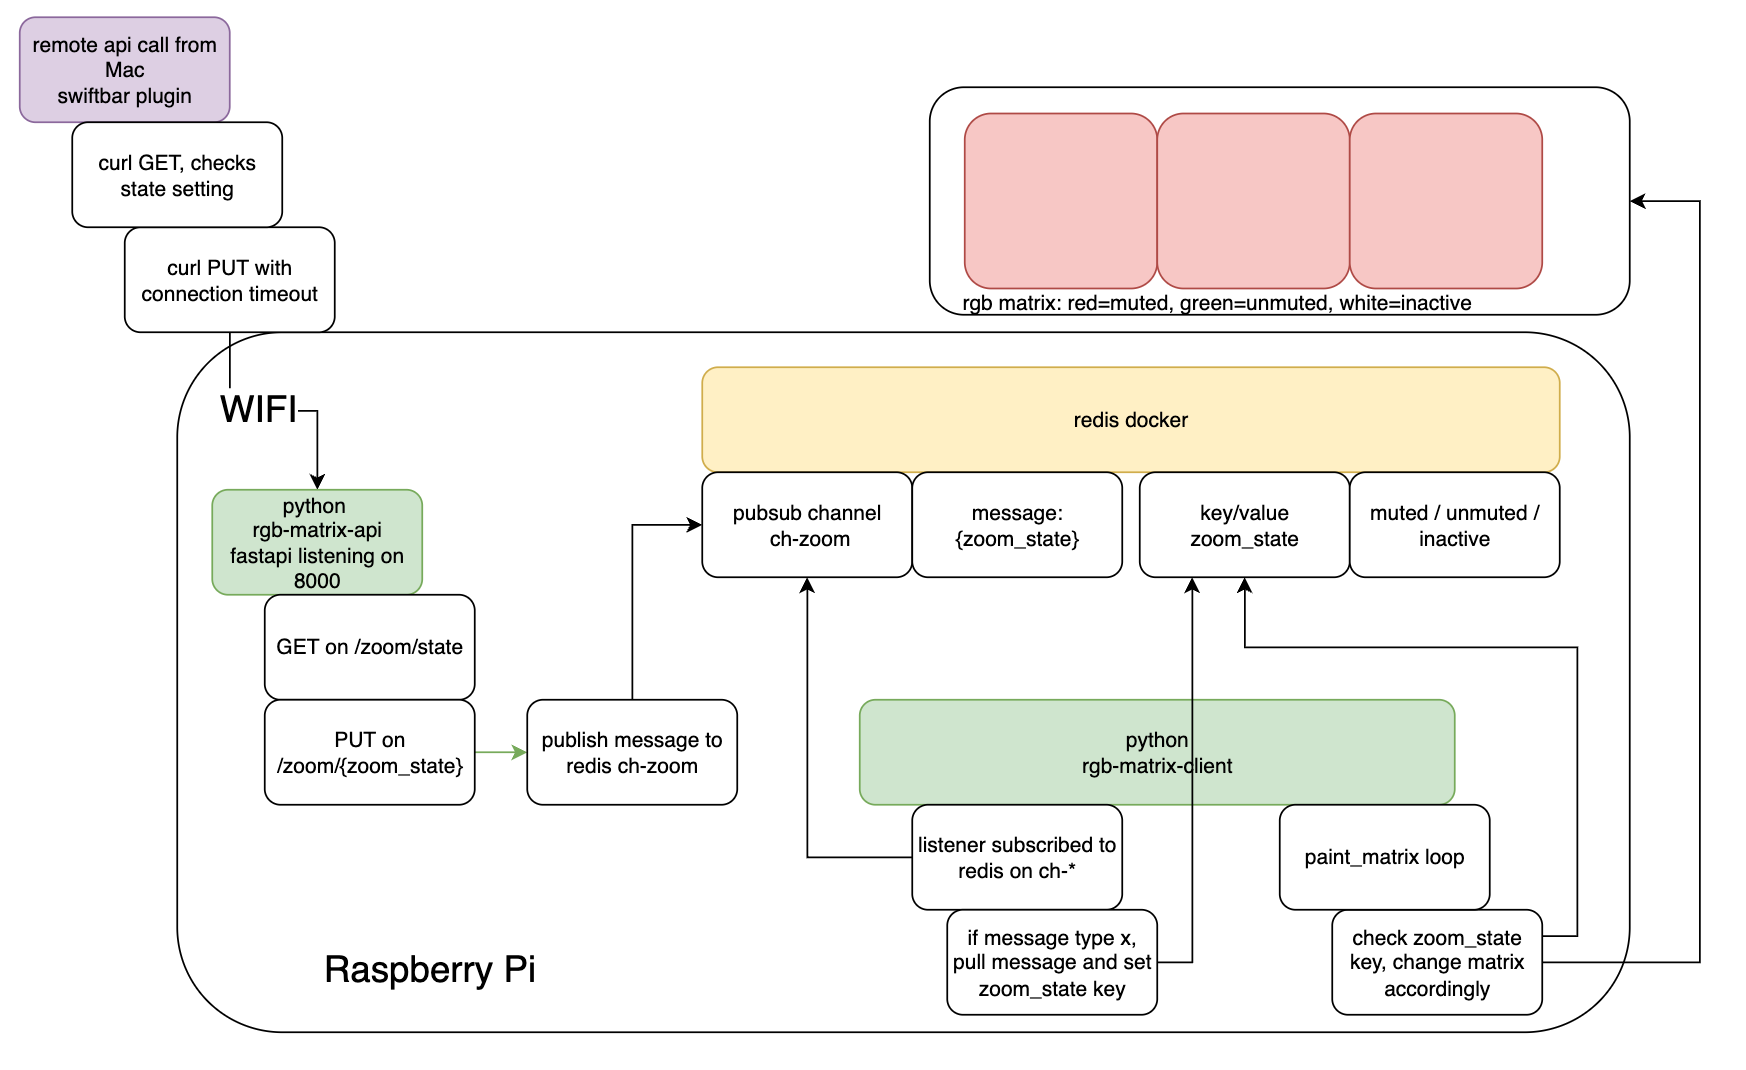 remote api call from
Mac
swiftbar plugin
curl GET, checks
state setting
curl PUT with
connection timeout
rgb matrix: red=muted, green=unmuted, white=inactive
WIFI
redis docker
python
rgb-matrix-api
fastapi listening on
8000
pubsub channel
ch-zoom
message:
{zoom_state}
key/value
zoom_state
muted / unmuted /
inactive
GET on /zoom/state
PUT on
/zoom/{zoom_state}
publish message to
redis ch-zoom
python
rgb-matrix-client
listener subscribed to
redis on ch-*
paint_matrix loop
if message type x,
pull message and set
zoom_state key
check zoom_state
key, change matrix
accordingly
Raspberry Pi